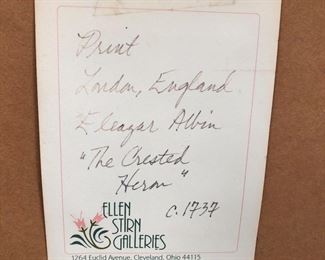 Print
London, England
Eleazar Albin
"The Crested
Heron"
c. 1737
ELLEN
STIRN
GALLERIES
1264 Euclid Avenue, Cleveland, Ohio 44115